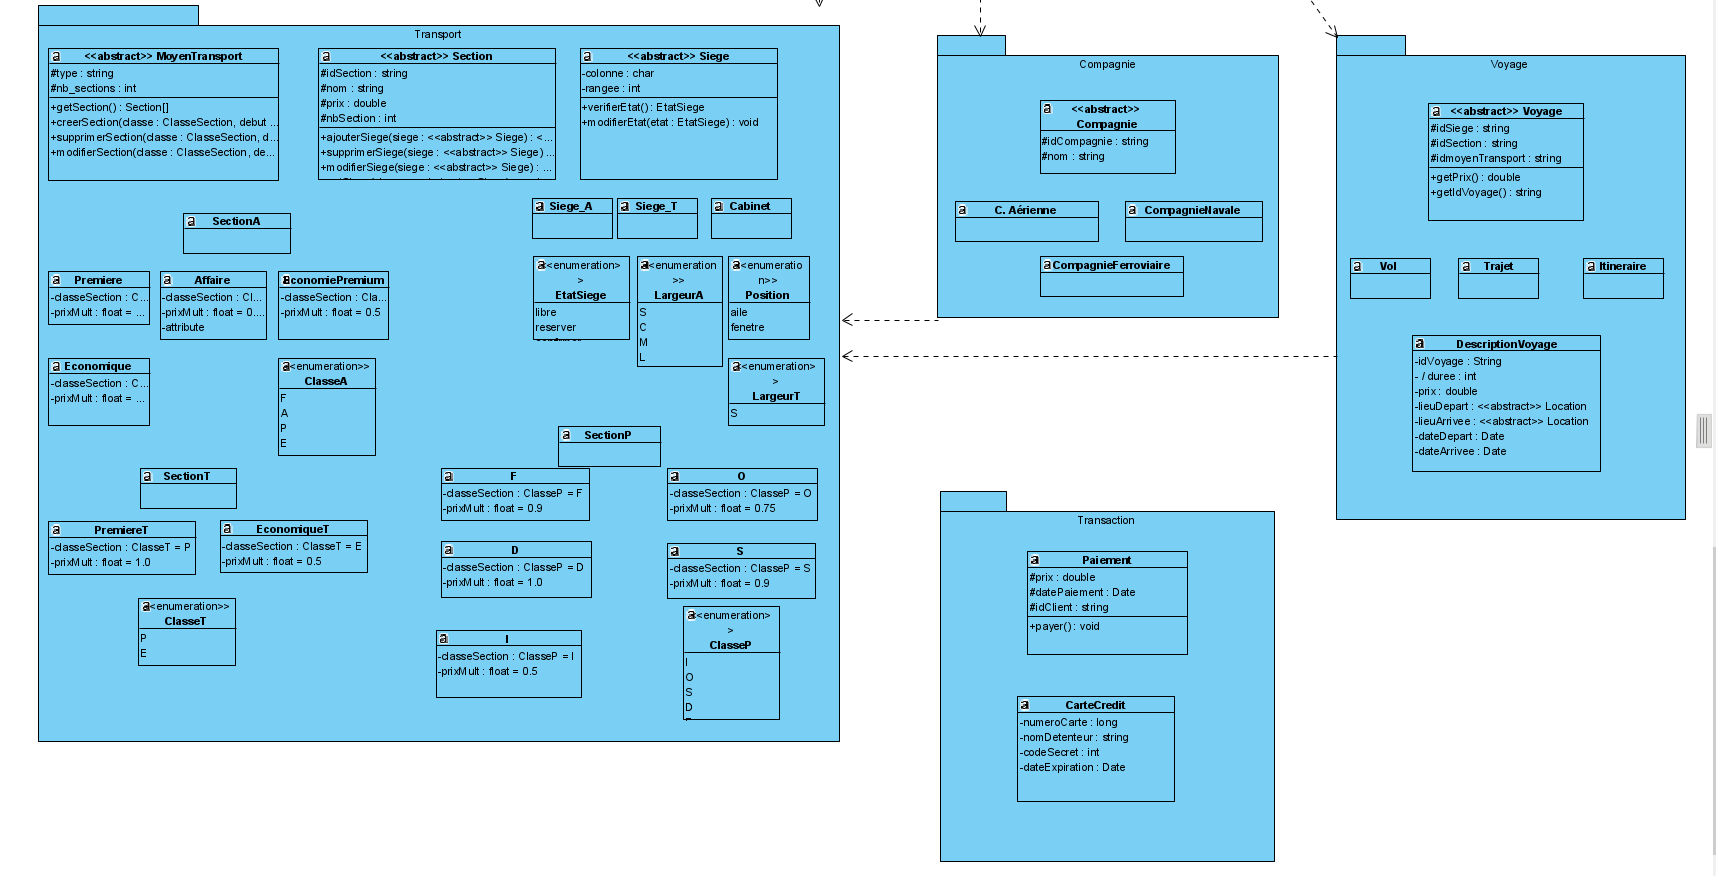 Transport
<<abstract>> MoyenTransport
#type : string
#nb_sections : int
+getSection() : Section[]
+creerSection(classe : ClasseSection, debut ...
+supprimerSection(classe : ClasseSection, d...
+modifierSection(classe : ClasseSection, de...
<<abstract>> Section
#idSection : string
#nom : string
#prix : double
#nbSection : int
+ajouterSiege(siege : <<abstract>> Siege) : <...
+supprimerSiege(siege : <<abstract>> Siege) ...
+modifierSiege(siege : <<abstract>> Siege) : ...
<<abstract>> Siege
-colonne : char
-rangee : int
+verifierEtat() : EtatSiege
+modifierEtat(etat : EtatSiege) : void
SectionA
Siege_A
Siege_T
Cabinet
Premiere
-classeSection : C...
-prixMult : float = ...
Affaire
-classeSection : Cl...
-prixMult : float = 0....
-attribute
EconomiePremium
-classeSection : Cla...
-prixMult : float = 0.5
<<enumeration>
>
EtatSiege
libre
reserver
<<enumeration
>>
LargeurA
S
C
M
L
<<enumeratio
n>>
Position
aile
fenetre
Economique
-classeSection : C...
-prixMult : float = ...
<<enumeration>>
ClasseA
F
A
P
E
<<enumeration>
>
LargeurT
S
SectionP
SectionT
F
-classeSection : ClasseP = F
-prixMult : float = 0.9
O
-classeSection : ClasseP = O
-prixMult : float = 0.75
PremiereT
-classeSection : ClasseT = P
-prixMult : float = 1.0
EconomiqueT
-classeSection : ClasseT = E
-prixMult : float = 0.5
D
-classeSection : ClasseP = D
-prixMult : float = 1.0
S
-classeSection : ClasseP = S
-prixMult : float = 0.9
<<enumeration>>
ClasseT
P
E
I
-classeSection : ClasseP = I
-prixMult : float = 0.5
<<enumeration>
>
ClasseP
I
O
S
D
Compagnie
<<abstract>>
Compagnie
#idCompagnie : string
#nom : string
C. Aérienne
CompagnieNavale
CompagnieFerroviaire
Voyage
<<abstract>> Voyage
#idSiege : string
#idSection : string
#idmoyenTransport : string
+getPrix() : double
+getIdVoyage() : string
Vol
Trajet
Itineraire
DescriptionVoyage
-idVoyage : String
- / duree : int
-prix : double
-lieuDepart : <<abstract>> Location
-lieuArrivee : <<abstract>> Location
-dateDepart : Date
-dateArrivee : Date
Transaction
Paiement
#prix : double
#datePaiement : Date
#idClient : string
+payer() : void
CarteCredit
-numeroCarte : long
-nomDetenteur : string
-codeSecret : int
-dateExpiration : Date